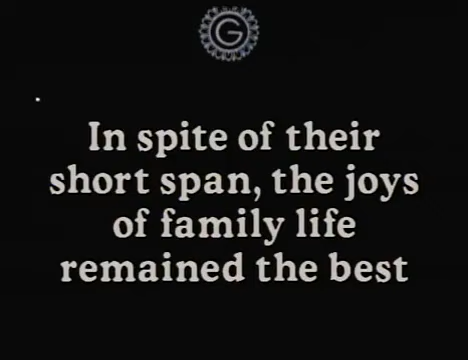 G
In spite of their
short span, the joys
of family life
remained the best